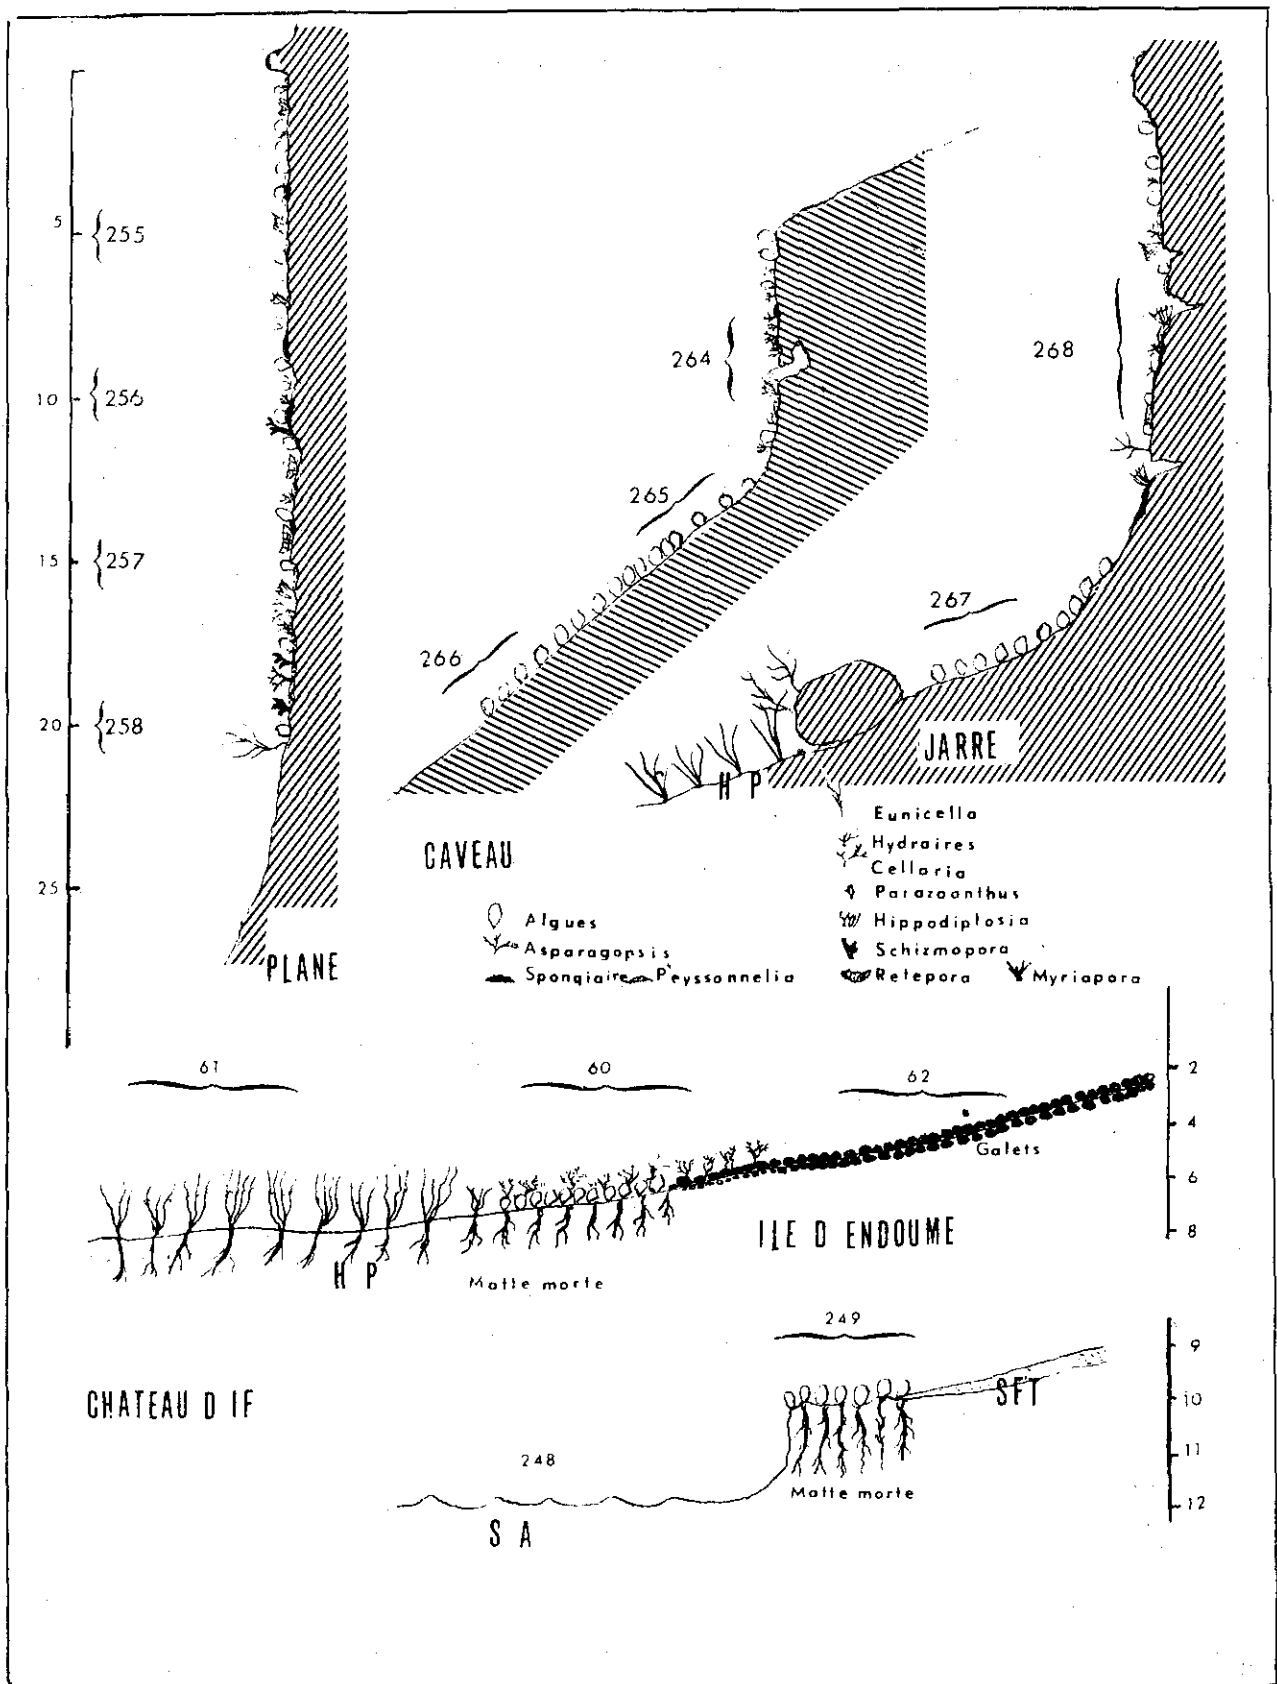 5
255
264
268
10
256
265
15
257
267
266
20
258
JARRE
H P
25
PLANE
CAVEAU
Eunicella
Hydraires
Cellaria
Parazoanthus
Hippodiplosia
Schizmopora
Retepora Myriapora
Algues
Asparagopsis
Spongiaire Peyssonnelia
61
60
62
2
4
Galets
6
8
ILE D ENDOUME
H P
Matte morte
249
9
SFT
10
CHATEAU D IF
11
248
Matte morte
12
S A